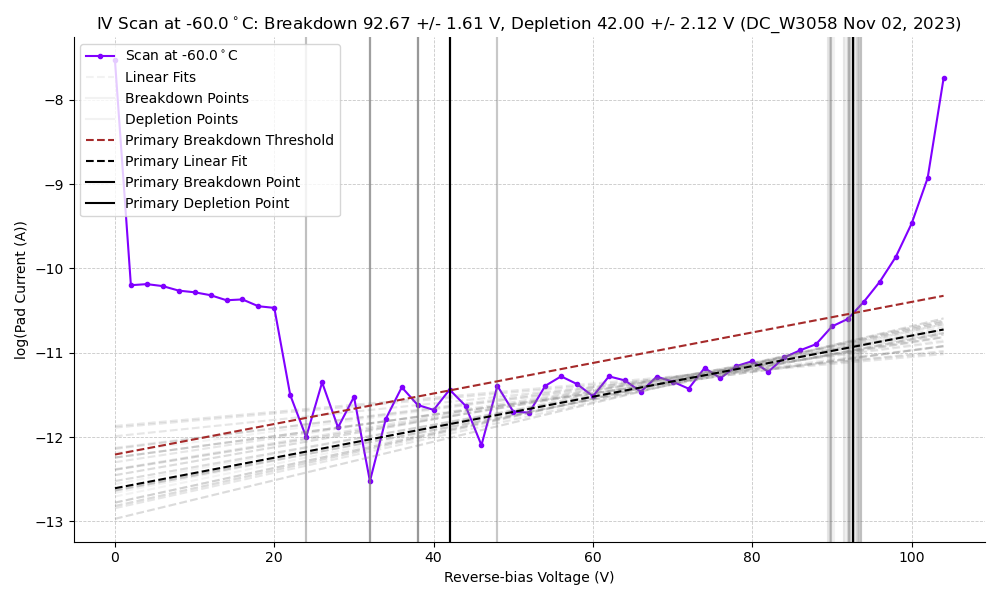 IV Scan at -60.0°C: Breakdown 92.67 +/- 1.61 V, Depletion 42.00 +/- 2.12 V (DC_W3058 Nov 02, 2023)
Scan at -60.0°C
Linear Fits
Breakdown Points
Depletion Points
Primary Breakdown Threshold
Primary Linear Fit
Primary Breakdown Point
Primary Depletion Point
log(Pad Current (A))
−8
−9
−10
−11
−12
−13
0 20 40 60 80 100
Reverse-bias Voltage (V)